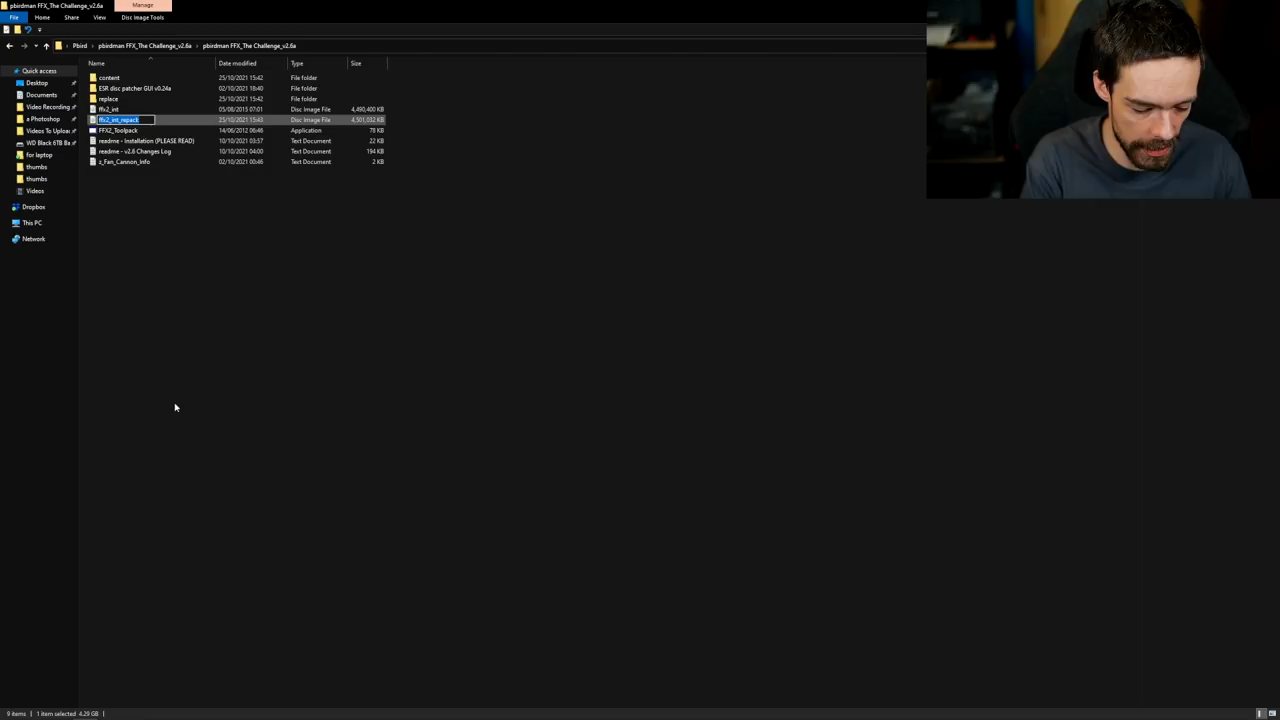 pbirdman FFX_The Challenge_v2.6a Manage
File Home Share View Disc Image Tools
Pbird pbirdman FFX_The Challenge_v2.6a pbirdman FFX_The Challenge_v2.6a
Name Date modified Type Size
Quick access
Desktop
Documents
Video Recording
a Photoshop
Videos To Uploa
WD Black 6TB Ba
for laptop
thumbs
thumbs
Videos
Dropbox
This PC
Network
content 25/10/2021 15:42 File folder
ESR disc patcher GUI v0.24a 02/10/2021 18:40 File folder
replace 25/10/2021 15:42 File folder
ffx2_int 05/08/2015 07:01 Disc Image File 4,490,400 KB
ffx2_int_repack 25/10/2021 15:43 Disc Image File 4,501,032 KB
FFX2_Toolpack 14/06/2012 06:46 Application 78 KB
readme - Installation (PLEASE READ) 10/10/2021 03:57 Text Document 22 KB
readme - v2.6 Changes Log 10/10/2021 04:00 Text Document 194 KB
z_Fan_Cannon_Info 02/10/2021 00:46 Text Document 2 KB
9 items 1 item selected 4.29 GB